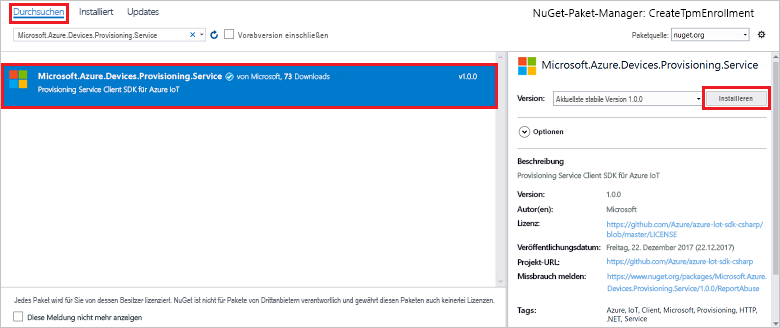 Durchsuchen Installiert Updates
NuGet-Paket-Manager: CreateTpmEnrollment
Microsoft.Azure.Devices.Provisioning.Service
Vorabversion einschließen
Paketquelle: nuget.org
Microsoft.Azure.Devices.Provisioning.Service von Microsoft, 73 Downloads v1.0.0
Provisioning Service Client SDK für Azure IoT
Jedes Paket wird für Sie von dessen Besitzer lizenziert. NuGet ist nicht für Pakete von Drittanbietern verantwortlich und gewährt diesen Paketen auch keinerlei Lizenzen.
Diese Meldung nicht mehr anzeigen
Microsoft.Azure.Devices.Provisioning.Service
Version: Aktuellste stabile Version 1.0.0 Installieren
Optionen
Beschreibung
Provisioning Service Client SDK für Azure IoT
Version: 1.0.0
Autor(en): Microsoft
Lizenz: https://github.com/Azure/azure-iot-sdk-csharp/
blob/master/LICENSE
Veröffentlichungsdatum: Freitag, 22. Dezember 2017 (22.12.2017)
Projekt-URL: https://github.com/Azure/azure-iot-sdk-csharp
Missbrauch melden: https://www.nuget.org/packages/Microsoft.Azure.
Devices.Provisioning.Service/1.0.0/ReportAbuse
Tags: Azure, IoT, Client, Microsoft, Provisioning, HTTP,
.NET, Service